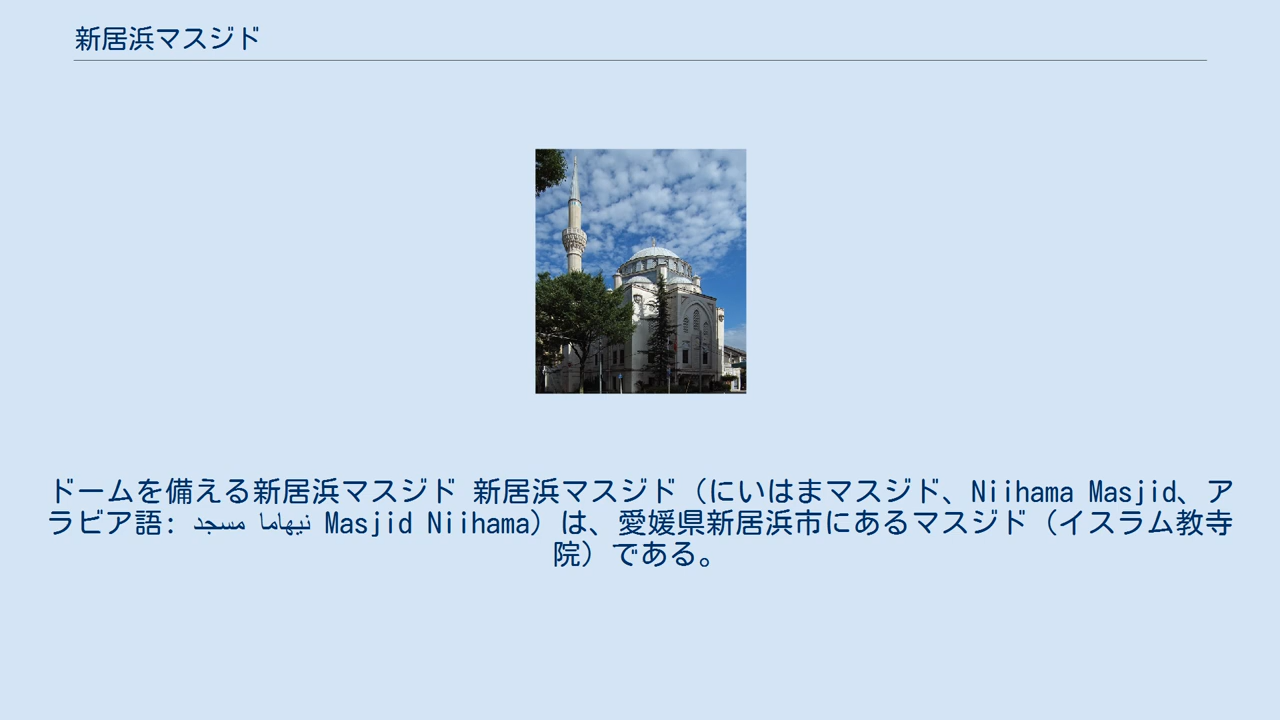 新居浜マスジド
ドームを備える新居浜マスジド 新居浜マスジド（にいはまマスジド、Niihama Masjid、ア
ラビア語: مسجد نيهاما Masjid Niihama）は、愛媛県新居浜市にあるマスジド（イスラム教寺
院）である。